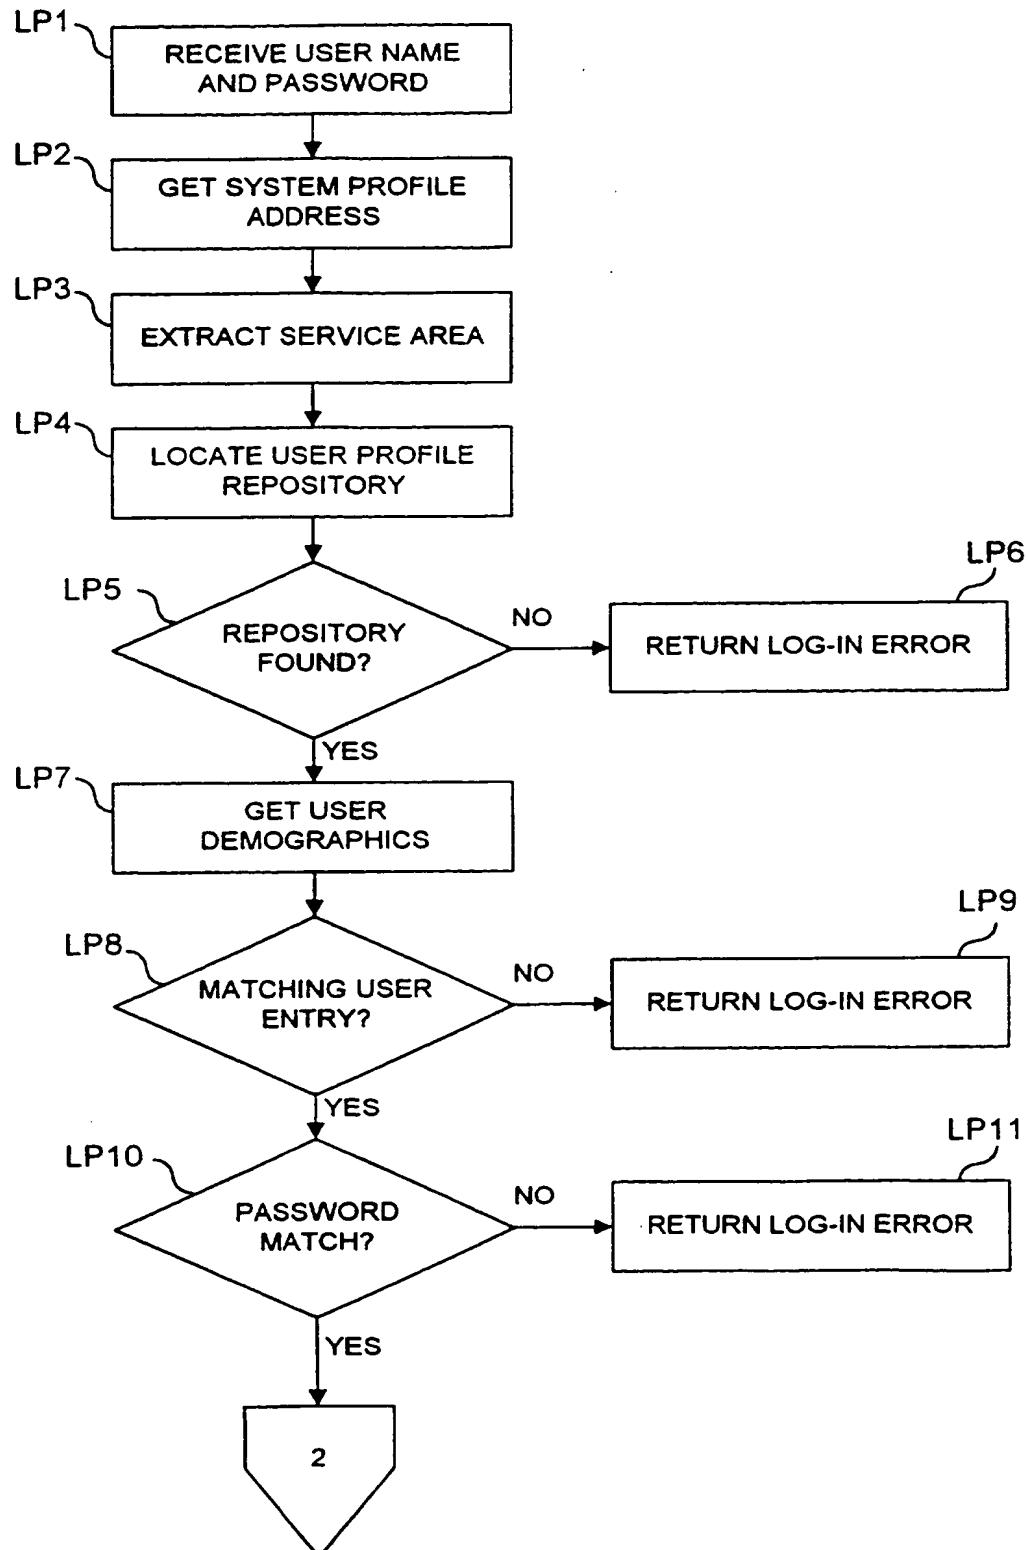 LP1
RECEIVE USER NAME
AND PASSWORD
LP2
GET SYSTEM PROFILE
ADDRESS
LP3
EXTRACT SERVICE AREA
LP4
LOCATE USER PROFILE
REPOSITORY
LP5
REPOSITORY
FOUND?
NO
LP6
RETURN LOG-IN ERROR
YES
LP7
GET USER
DEMOGRAPHICS
LP8
MATCHING USER
ENTRY?
NO
LP9
RETURN LOG-IN ERROR
YES
LP10
PASSWORD
MATCH?
NO
LP11
RETURN LOG-IN ERROR
YES
2